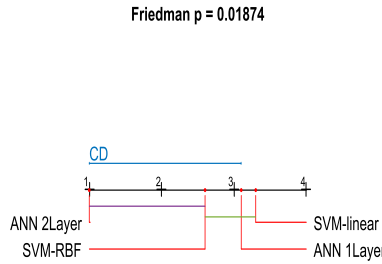 Friedman p = 0.01874
CD
1 2 3 4
ANN 2Layer SVM-linear
SVM-RBF ANN 1Layer